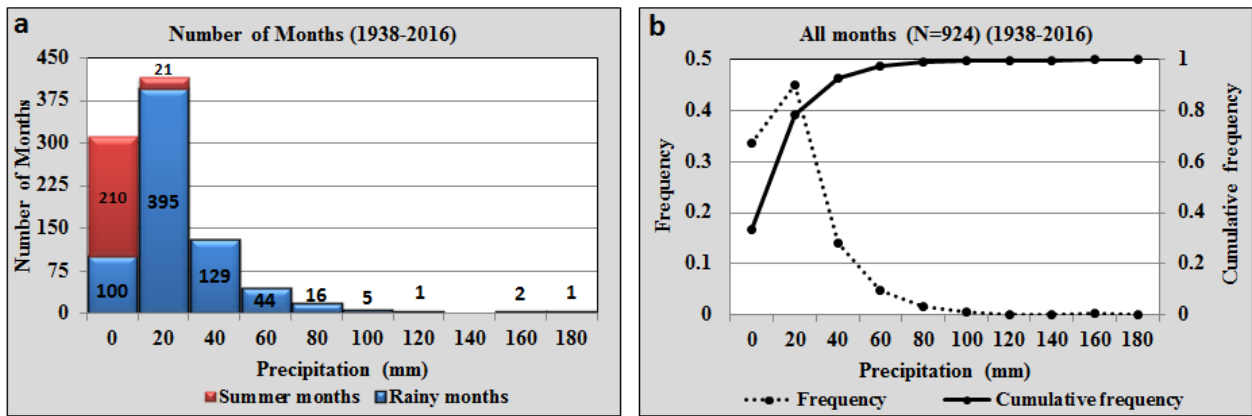 a
Number of Months (1938-2016)
450
375
300
225
150
75
0
Number of Months
21
210
395
100
129
44
16
5
1
2
1
0 20 40 60 80 100 120 140 160 180
Precipitation (mm)
Summer months Rainy months
b
All months (N=924) (1938-2016)
0.5
0.4
0.3
0.2
0.1
0
Frequency
1
0.8
0.6
0.4
0.2
0
Cumulative frequency
0 20 40 60 80 100 120 140 160 180
Precipitation (mm)
Frequency Cumulative frequency